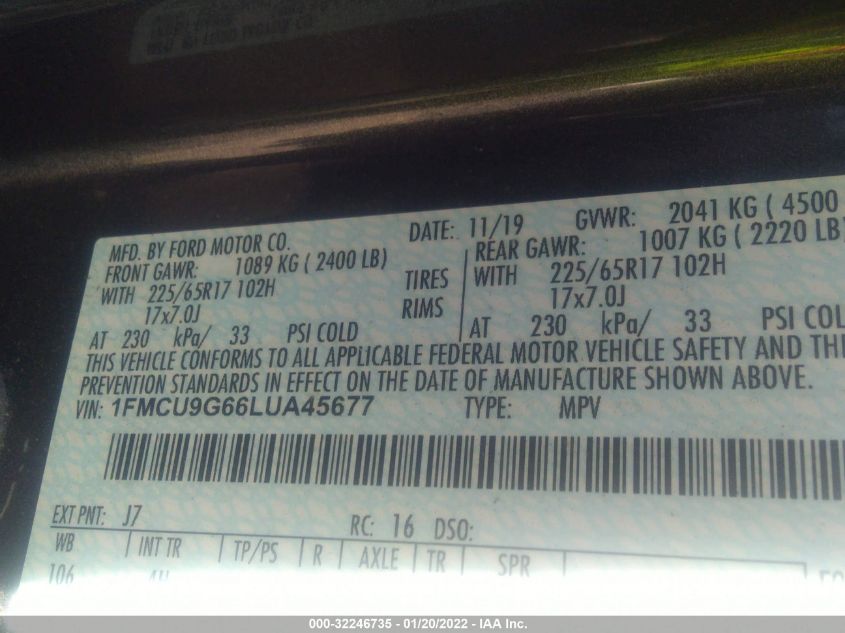 MFD. BY FORD MOTOR CO. DATE: 11/19 GVWR: 2041 KG ( 4500
FRONT GAWR: 1089 KG ( 2400 LB) REAR GAWR: 1007 KG ( 2220 LB)
WITH 225/65R17 102H TIRES WITH 225/65R17 102H
17x7.0J RIMS 17x7.0J
AT 230 kPa/ 33 PSI COLD AT 230 kPa/ 33 PSI COL
THIS VEHICLE CONFORMS TO ALL APPLICABLE FEDERAL MOTOR VEHICLE SAFETY AND THE
PREVENTION STANDARDS IN EFFECT ON THE DATE OF MANUFACTURE SHOWN ABOVE.
VIN: 1FMCU9G66LUA45677 TYPE: MPV
EXT PNT: J7 RC: 16 DSO:
WB INT TR TP/PS R AXLE TR SPR
106
000-32246735 - 01/20/2022 - IAA Inc.